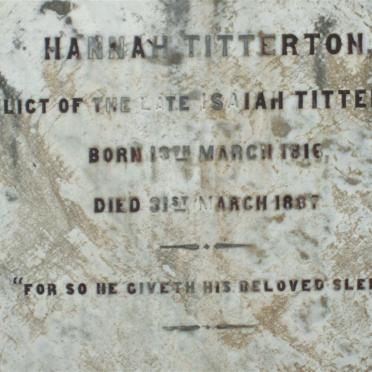 HANNAH TITTERTON,
LICT OF THE LATE ISAIAH TITTE
BORN 13TH MARCH 1816,
DIED 31ST MARCH 1887
"FOR SO HE GIVETH HIS BELOVED SLE